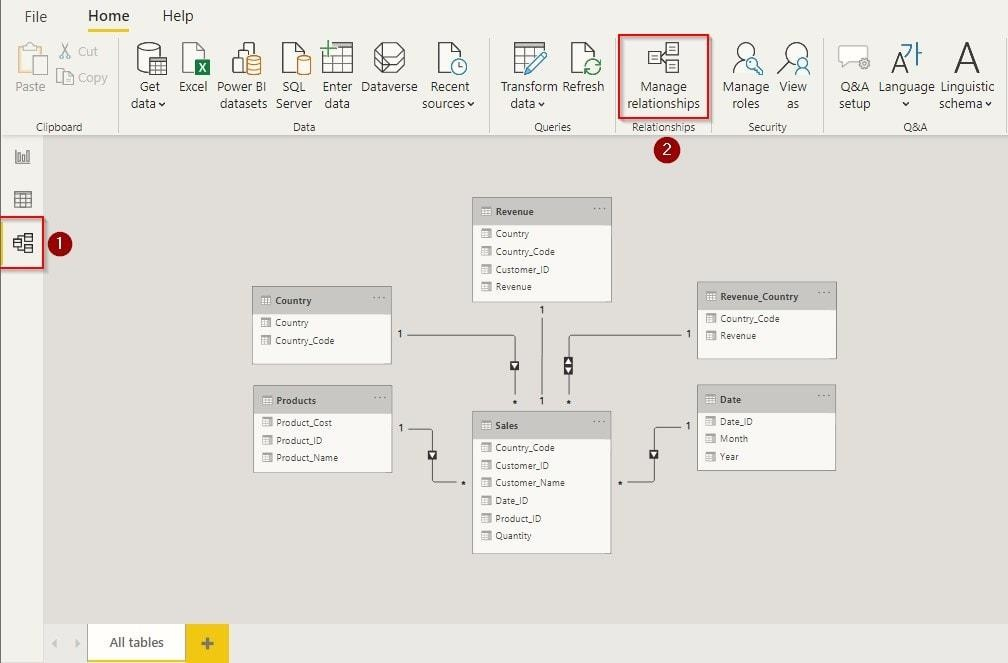 File Home Help
Cut
Copy
Paste
Get data
Excel
Power BI datasets
SQL Server
Enter data
Dataverse
Recent sources
Transform data
Refresh
Manage relationships
Manage roles
View as
Q&A setup
Language
Linguistic schema
Clipboard
Data
Queries
Relationships
Security
Q&A
2
1
Revenue
Country
Country_Code
Customer_ID
Revenue
Country
Country
Country_Code
Revenue_Country
Country_Code
Revenue
1
1
1
Products
Product_Cost
Product_ID
Product_Name
Date
Date_ID
Month
Year
* 1 *
1
1
Sales
Country_Code
Customer_ID
Customer_Name
Date_ID
Product_ID
Quantity
*
*
All tables
+